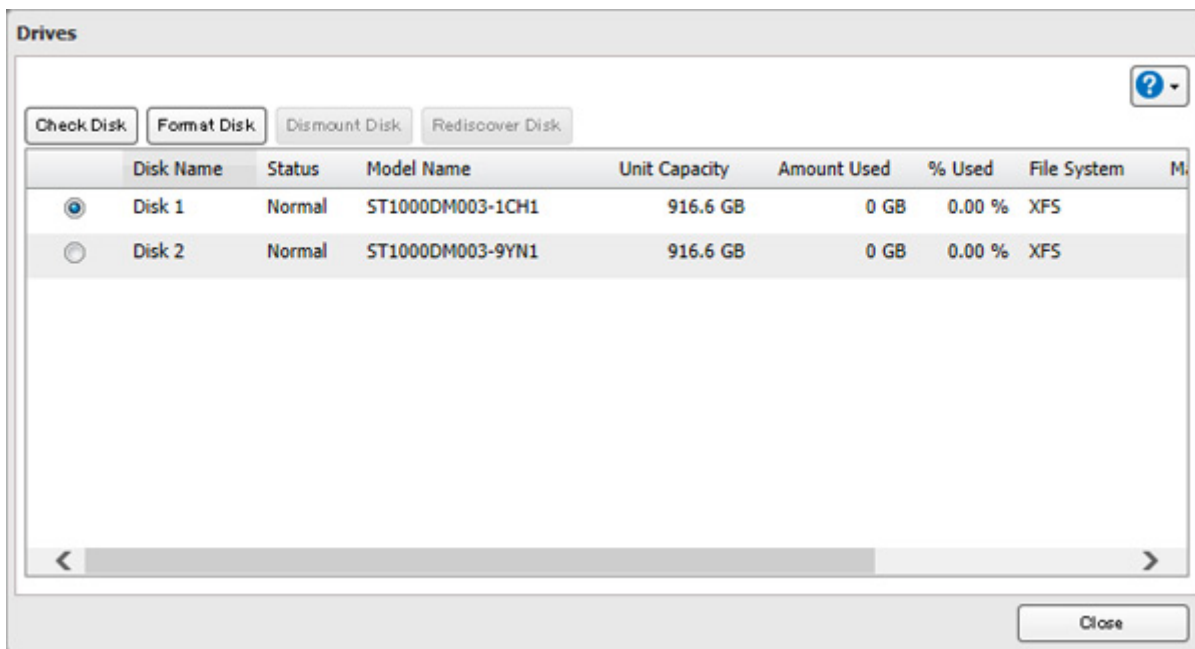 Drives
?
Check Disk Format Disk Dismount Disk Rediscover Disk
Disk Name Status Model Name Unit Capacity Amount Used % Used File System
Disk 1 Normal ST1000DM003-1CH1 916.6 GB 0 GB 0.00 % XFS
Disk 2 Normal ST1000DM003-9YN1 916.6 GB 0 GB 0.00 % XFS
Close